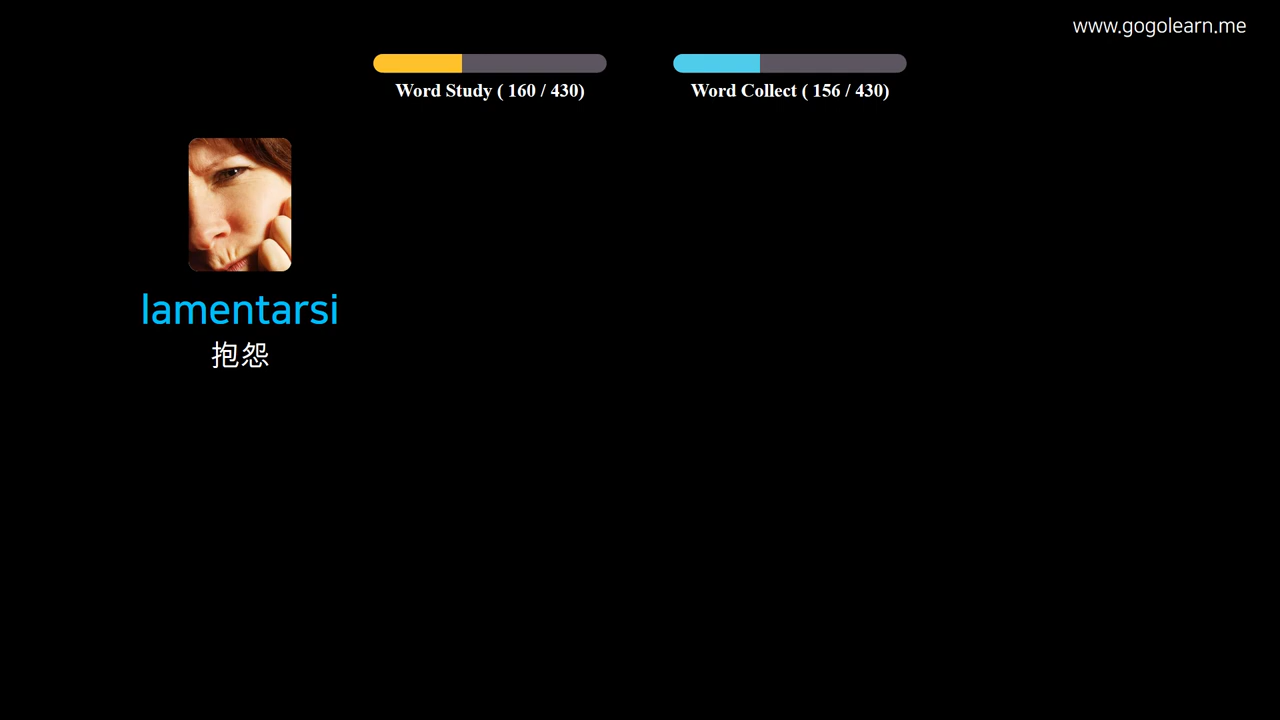 www.gogolearn.me
Word Study ( 160 / 430)
Word Collect ( 156 / 430)
lamentarsi
抱怨